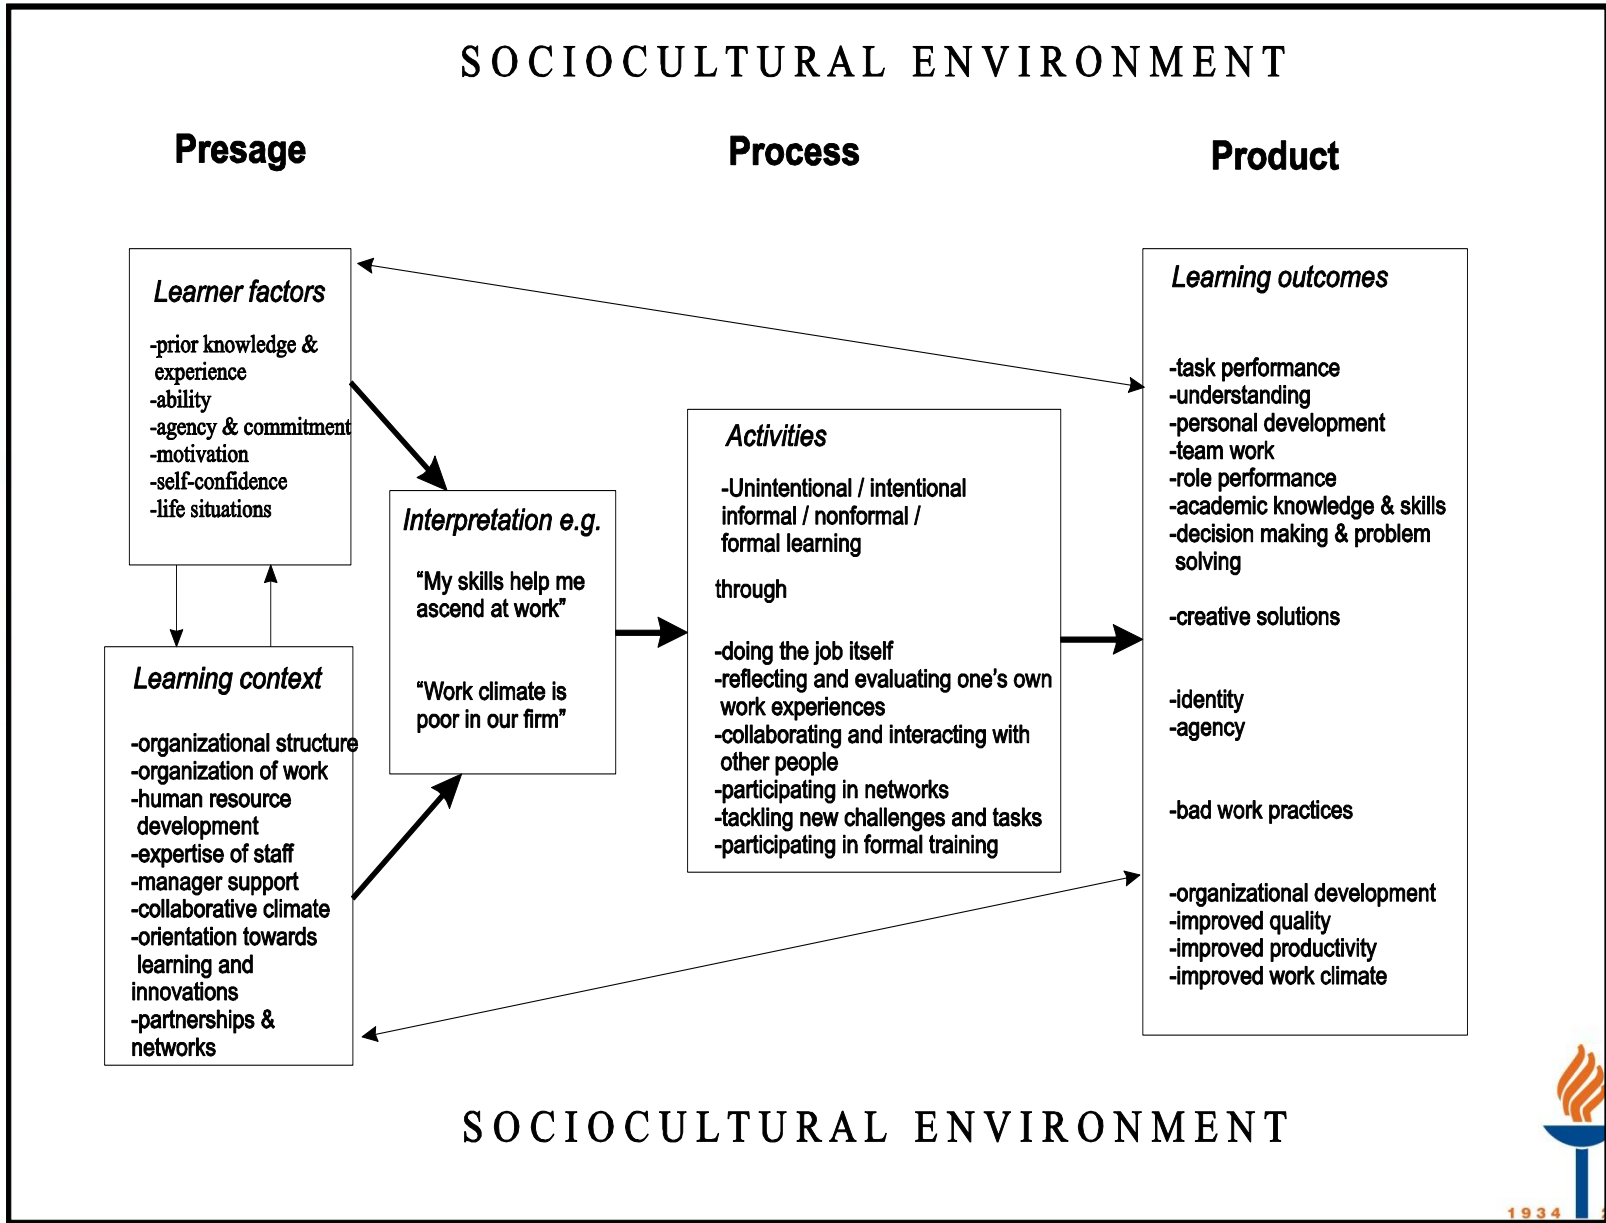 SOCIOCULTURAL ENVIRONMENT
Presage
Process
Product
Learner factors
-prior knowledge &
experience
-ability
-agency & commitment
-motivation
-self-confidence
-life situations
Learning context
-organizational structure
-organization of work
-human resource
development
-expertise of staff
-manager support
-collaborative climate
-orientation towards
learning and
innovations
-partnerships &
networks
Interpretation e.g.
“My skills help me
ascend at work”
“Work climate is
poor in our firm”
Activities
-Unintentional / intentional
informal / nonformal /
formal learning
through
-doing the job itself
-reflecting and evaluating one’s own
work experiences
-collaborating and interacting with
other people
-participating in networks
-tackling new challenges and tasks
-participating in formal training
Learning outcomes
-task performance
-understanding
-personal development
-team work
-role performance
-academic knowledge & skills
-decision making & problem
solving
-creative solutions
-identity
-agency
-bad work practices
-organizational development
-improved quality
-improved productivity
-improved work climate
SOCIOCULTURAL ENVIRONMENT
1934